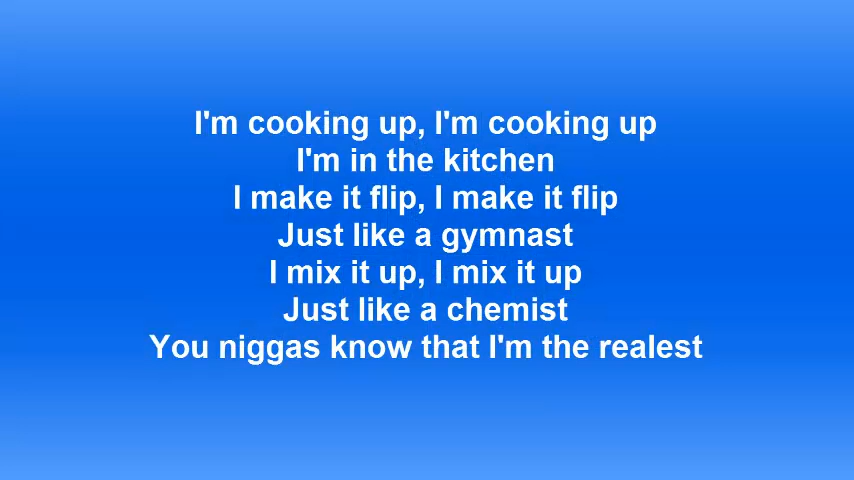 I'm cooking up, I'm cooking up
I'm in the kitchen
I make it flip, I make it flip
Just like a gymnast
I mix it up, I mix it up
Just like a chemist
You niggas know that I'm the realest